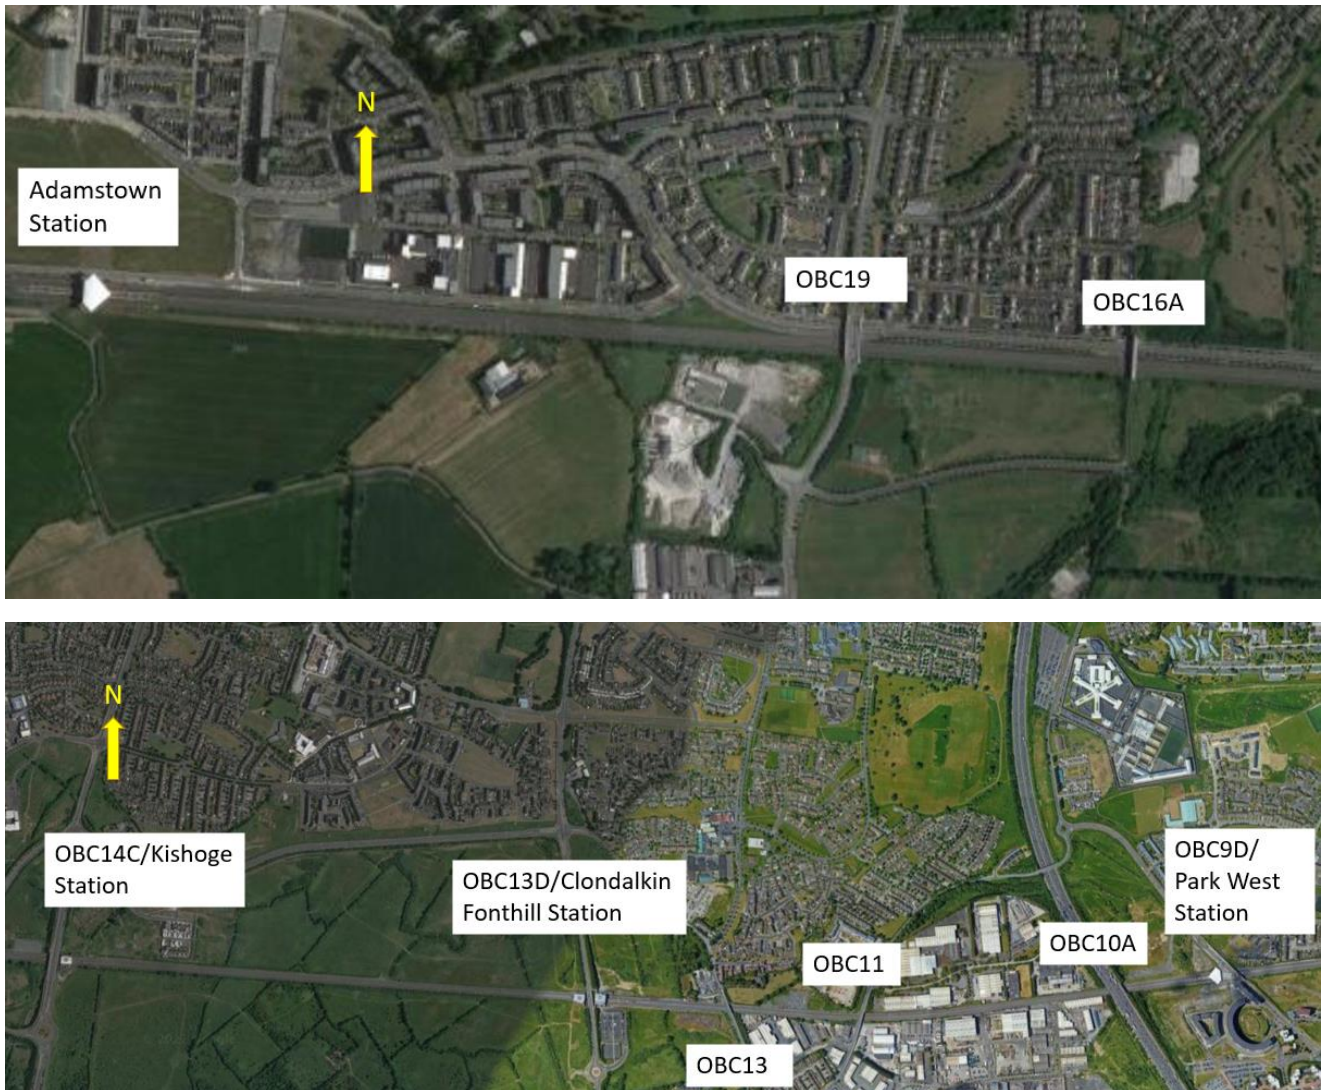 N
Adamstown
Station
OBC19
OBC16A
N
OBC14C/Kishoge
Station
OBC13D/Clondalkin
Fonthill Station
OBC9D/
Park West
Station
OBC10A
OBC11
OBC13